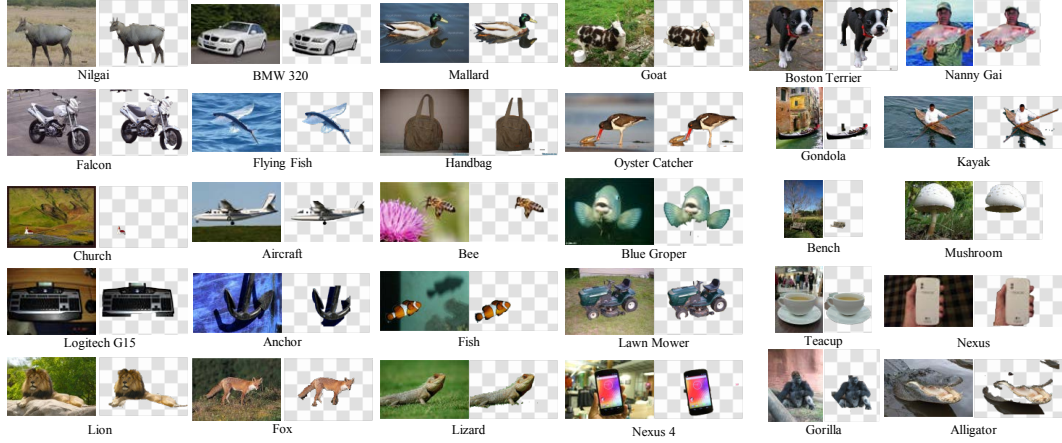 Nilgai
BMW 320
Mallard
Goat
Boston Terrier
Nanny Gai
Falcon
Flying Fish
Handbag
Oyster Catcher
Gondola
Kayak
Church
Aircraft
Bee
Blue Groper
Bench
Mushroom
Logitech G15
Anchor
Fish
Lawn Mower
Teacup
Nexus
Lion
Fox
Lizard
Nexus 4
Gorilla
Alligator